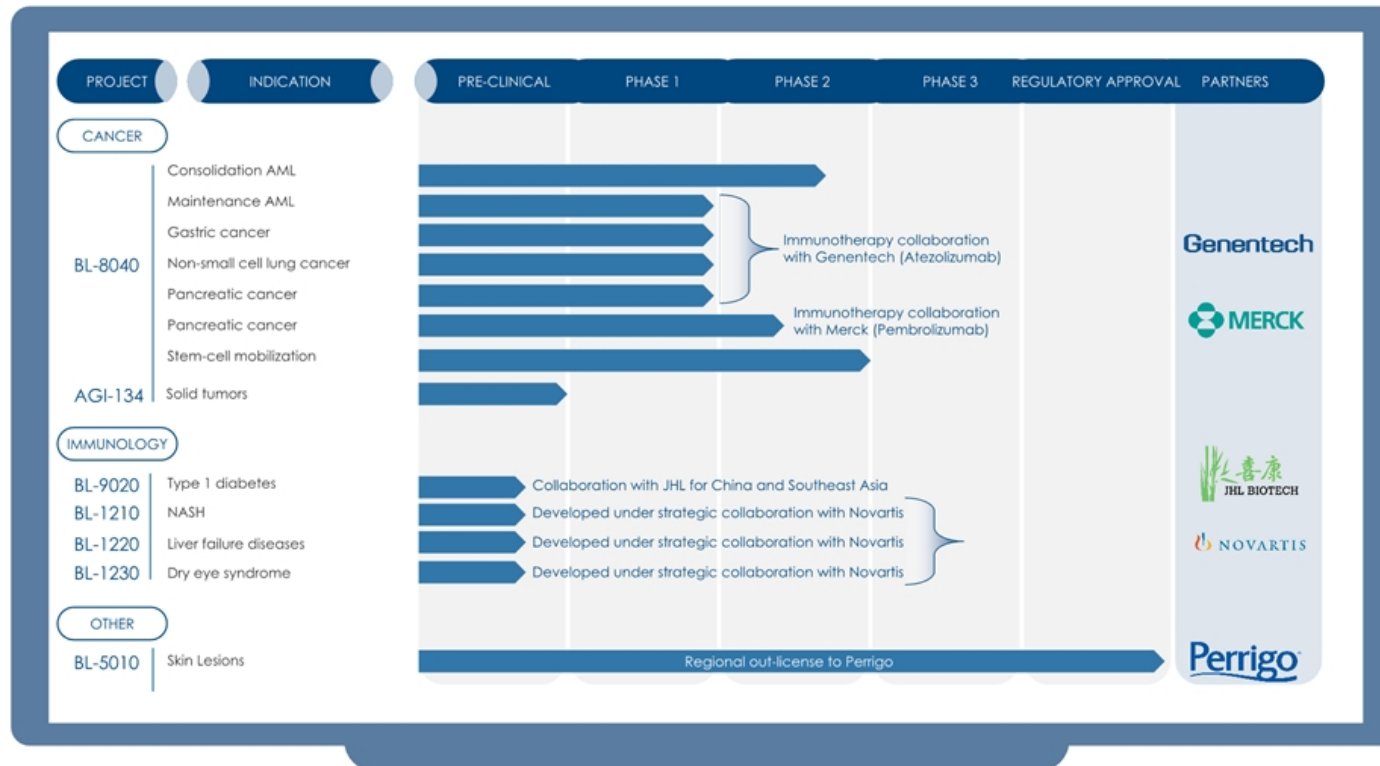 PROJECT
INDICATION
PRE-CLINICAL
PHASE 1
PHASE 2
PHASE 3
REGULATORY APPROVAL
PARTNERS
CANCER
BL-8040
Consolidation AML
Maintenance AML
Gastric cancer
Non-small cell lung cancer
Pancreatic cancer
Immunotherapy collaboration
with Genentech (Atezolizumab)
Genentech
Pancreatic cancer
Immunotherapy collaboration
with Merck (Pembrolizumab)
MERCK
Stem-cell mobilization
AGI-134
Solid tumors
IMMUNOLOGY
BL-9020
Type 1 diabetes
Collaboration with JHL for China and Southeast Asia
喜康
JHL BIOTECH
BL-1210
NASH
Developed under strategic collaboration with Novartis
BL-1220
Liver failure diseases
Developed under strategic collaboration with Novartis
NOVARTIS
BL-1230
Dry eye syndrome
Developed under strategic collaboration with Novartis
OTHER
BL-5010
Skin Lesions
Regional out-license to Perrigo
Perrigo